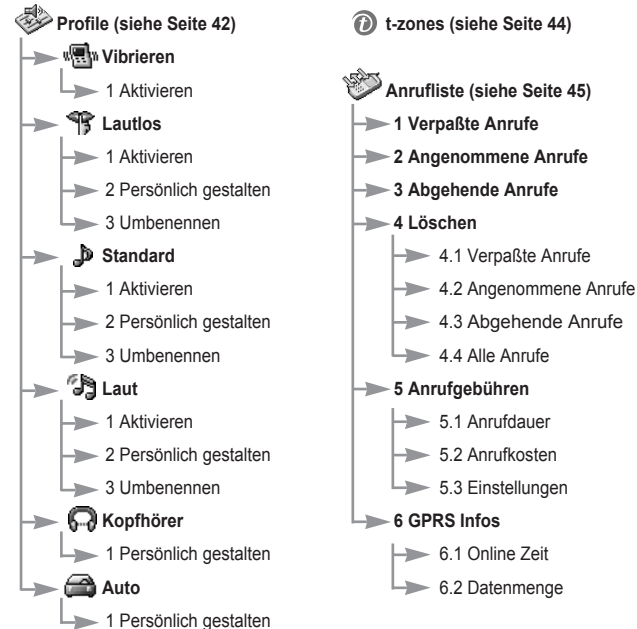 Profile (siehe Seite 42)
Vibrieren
1 Aktivieren
Lautlos
1 Aktivieren
2 Persönlich gestalten
3 Umbenennen
Standard
1 Aktivieren
2 Persönlich gestalten
3 Umbenennen
Laut
1 Aktivieren
2 Persönlich gestalten
3 Umbenennen
Kopfhörer
1 Persönlich gestalten
Auto
1 Persönlich gestalten
t t-zones (siehe Seite 44)
Anrufliste (siehe Seite 45)
1 Verpaßte Anrufe
2 Angenommene Anrufe
3 Abgehende Anrufe
4 Löschen
4.1 Verpaßte Anrufe
4.2 Angenommene Anrufe
4.3 Abgehende Anrufe
4.4 Alle Anrufe
5 Anrufgebühren
5.1 Anrufdauer
5.2 Anrufkosten
5.3 Einstellungen
6 GPRS Infos
6.1 Online Zeit
6.2 Datenmenge